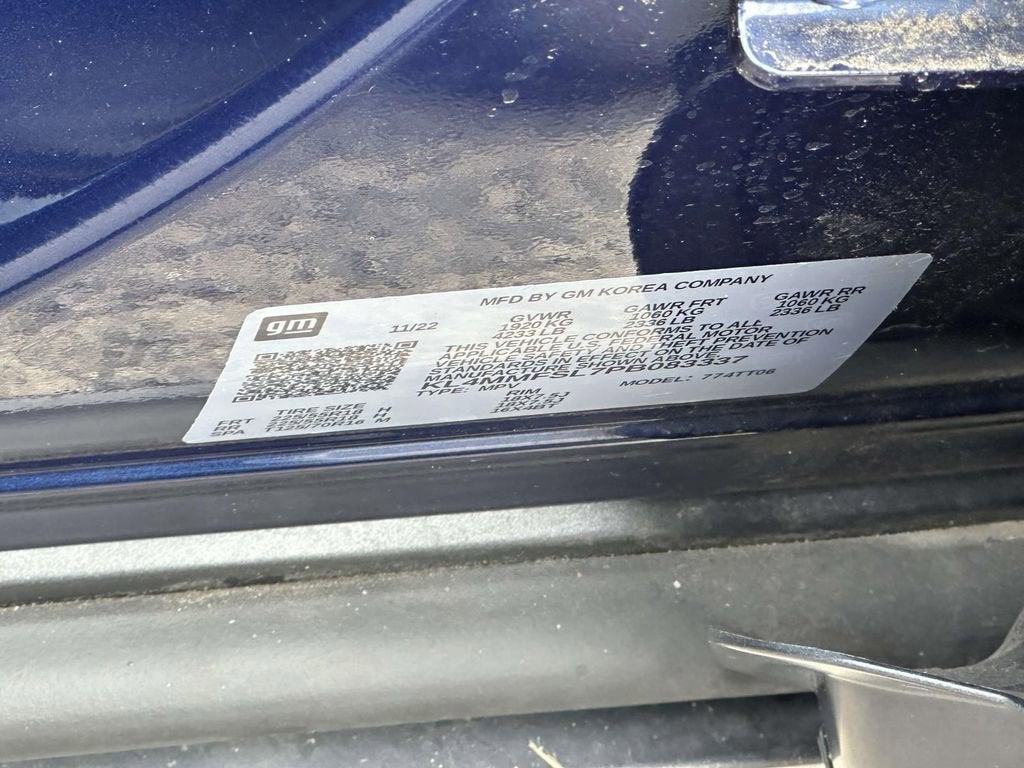 MFD BY GM KOREA COMPANY
gm
11/22
GVWR GAWR FRT GAWR RR
1920 KG 1060 KG 1060 KG
4233 LB 2336 LB 2336 LB
THIS VEHICLE CONFORMS TO ALL
APPLICABLE U.S. FEDERAL MOTOR
VEHICLE SAFETY AND THEFT PREVENTION
STANDARDS IN EFFECT ON THE DATE OF
MANUFACTURE SHOWN ABOVE.
KL4MMFSL7PB083337
TYPE: MPV MODEL: 774TT06
TIRE SIZE RIM
FRT H
RR H
SPA M 16X4BT